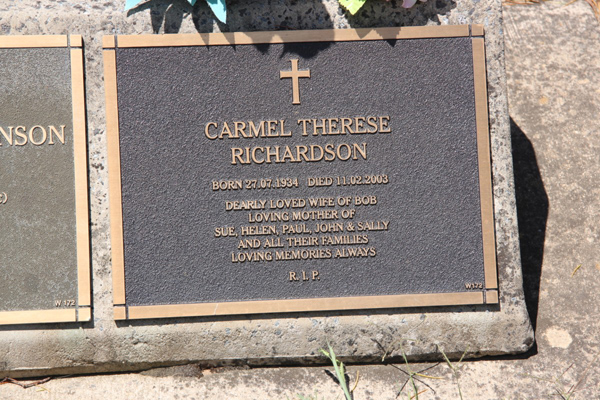 NSON
W 172
CARMEL THERESE
RICHARDSON
BORN 27.07.1934 DIED 11.02.2003
DEARLY LOVED WIFE OF BOB
LOVING MOTHER OF
SUE, HELEN, PAUL, JOHN & SALLY
AND ALL THEIR FAMILIES
LOVING MEMORIES ALWAYS
R. I. P.
W172